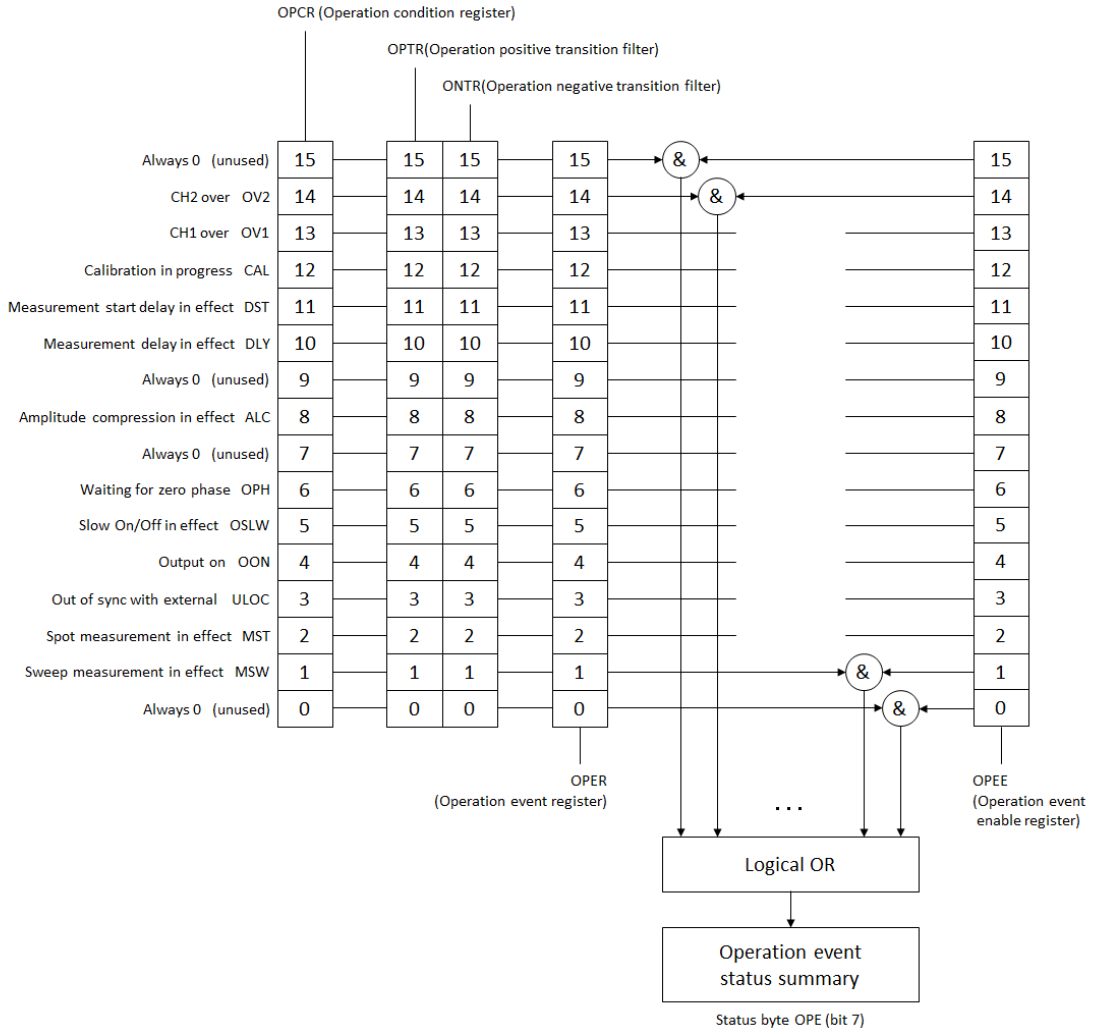 OPCR (Operation condition register)
OPTR(Operation positive transition filter)
ONTR(Operation negative transition filter)
Always 0 (unused) 15 15 15 15 & 15
CH2 over OV2 14 14 14 14 & 14
CH1 over OV1 13 13 13 13 13
Calibration in progress CAL 12 12 12 12 12
Measurement start delay in effect DST 11 11 11 11 11
Measurement delay in effect DLY 10 10 10 10 10
Always 0 (unused) 9 9 9 9 9
Amplitude compression in effect ALC 8 8 8 8 8
Always 0 (unused) 7 7 7 7 7
Waiting for zero phase OPH 6 6 6 6 6
Slow On/Off in effect OSLW 5 5 5 5 5
Output on OON 4 4 4 4 4
Out of sync with external ULOC 3 3 3 3 3
Spot measurement in effect MST 2 2 2 2 2
Sweep measurement in effect MSW 1 1 1 1 & 1
Always 0 (unused) 0 0 0 0 & 0
OPER
(Operation event register)
OPEE
(Operation event
enable register)
...
Logical OR
Operation event
status summary
Status byte OPE (bit 7)